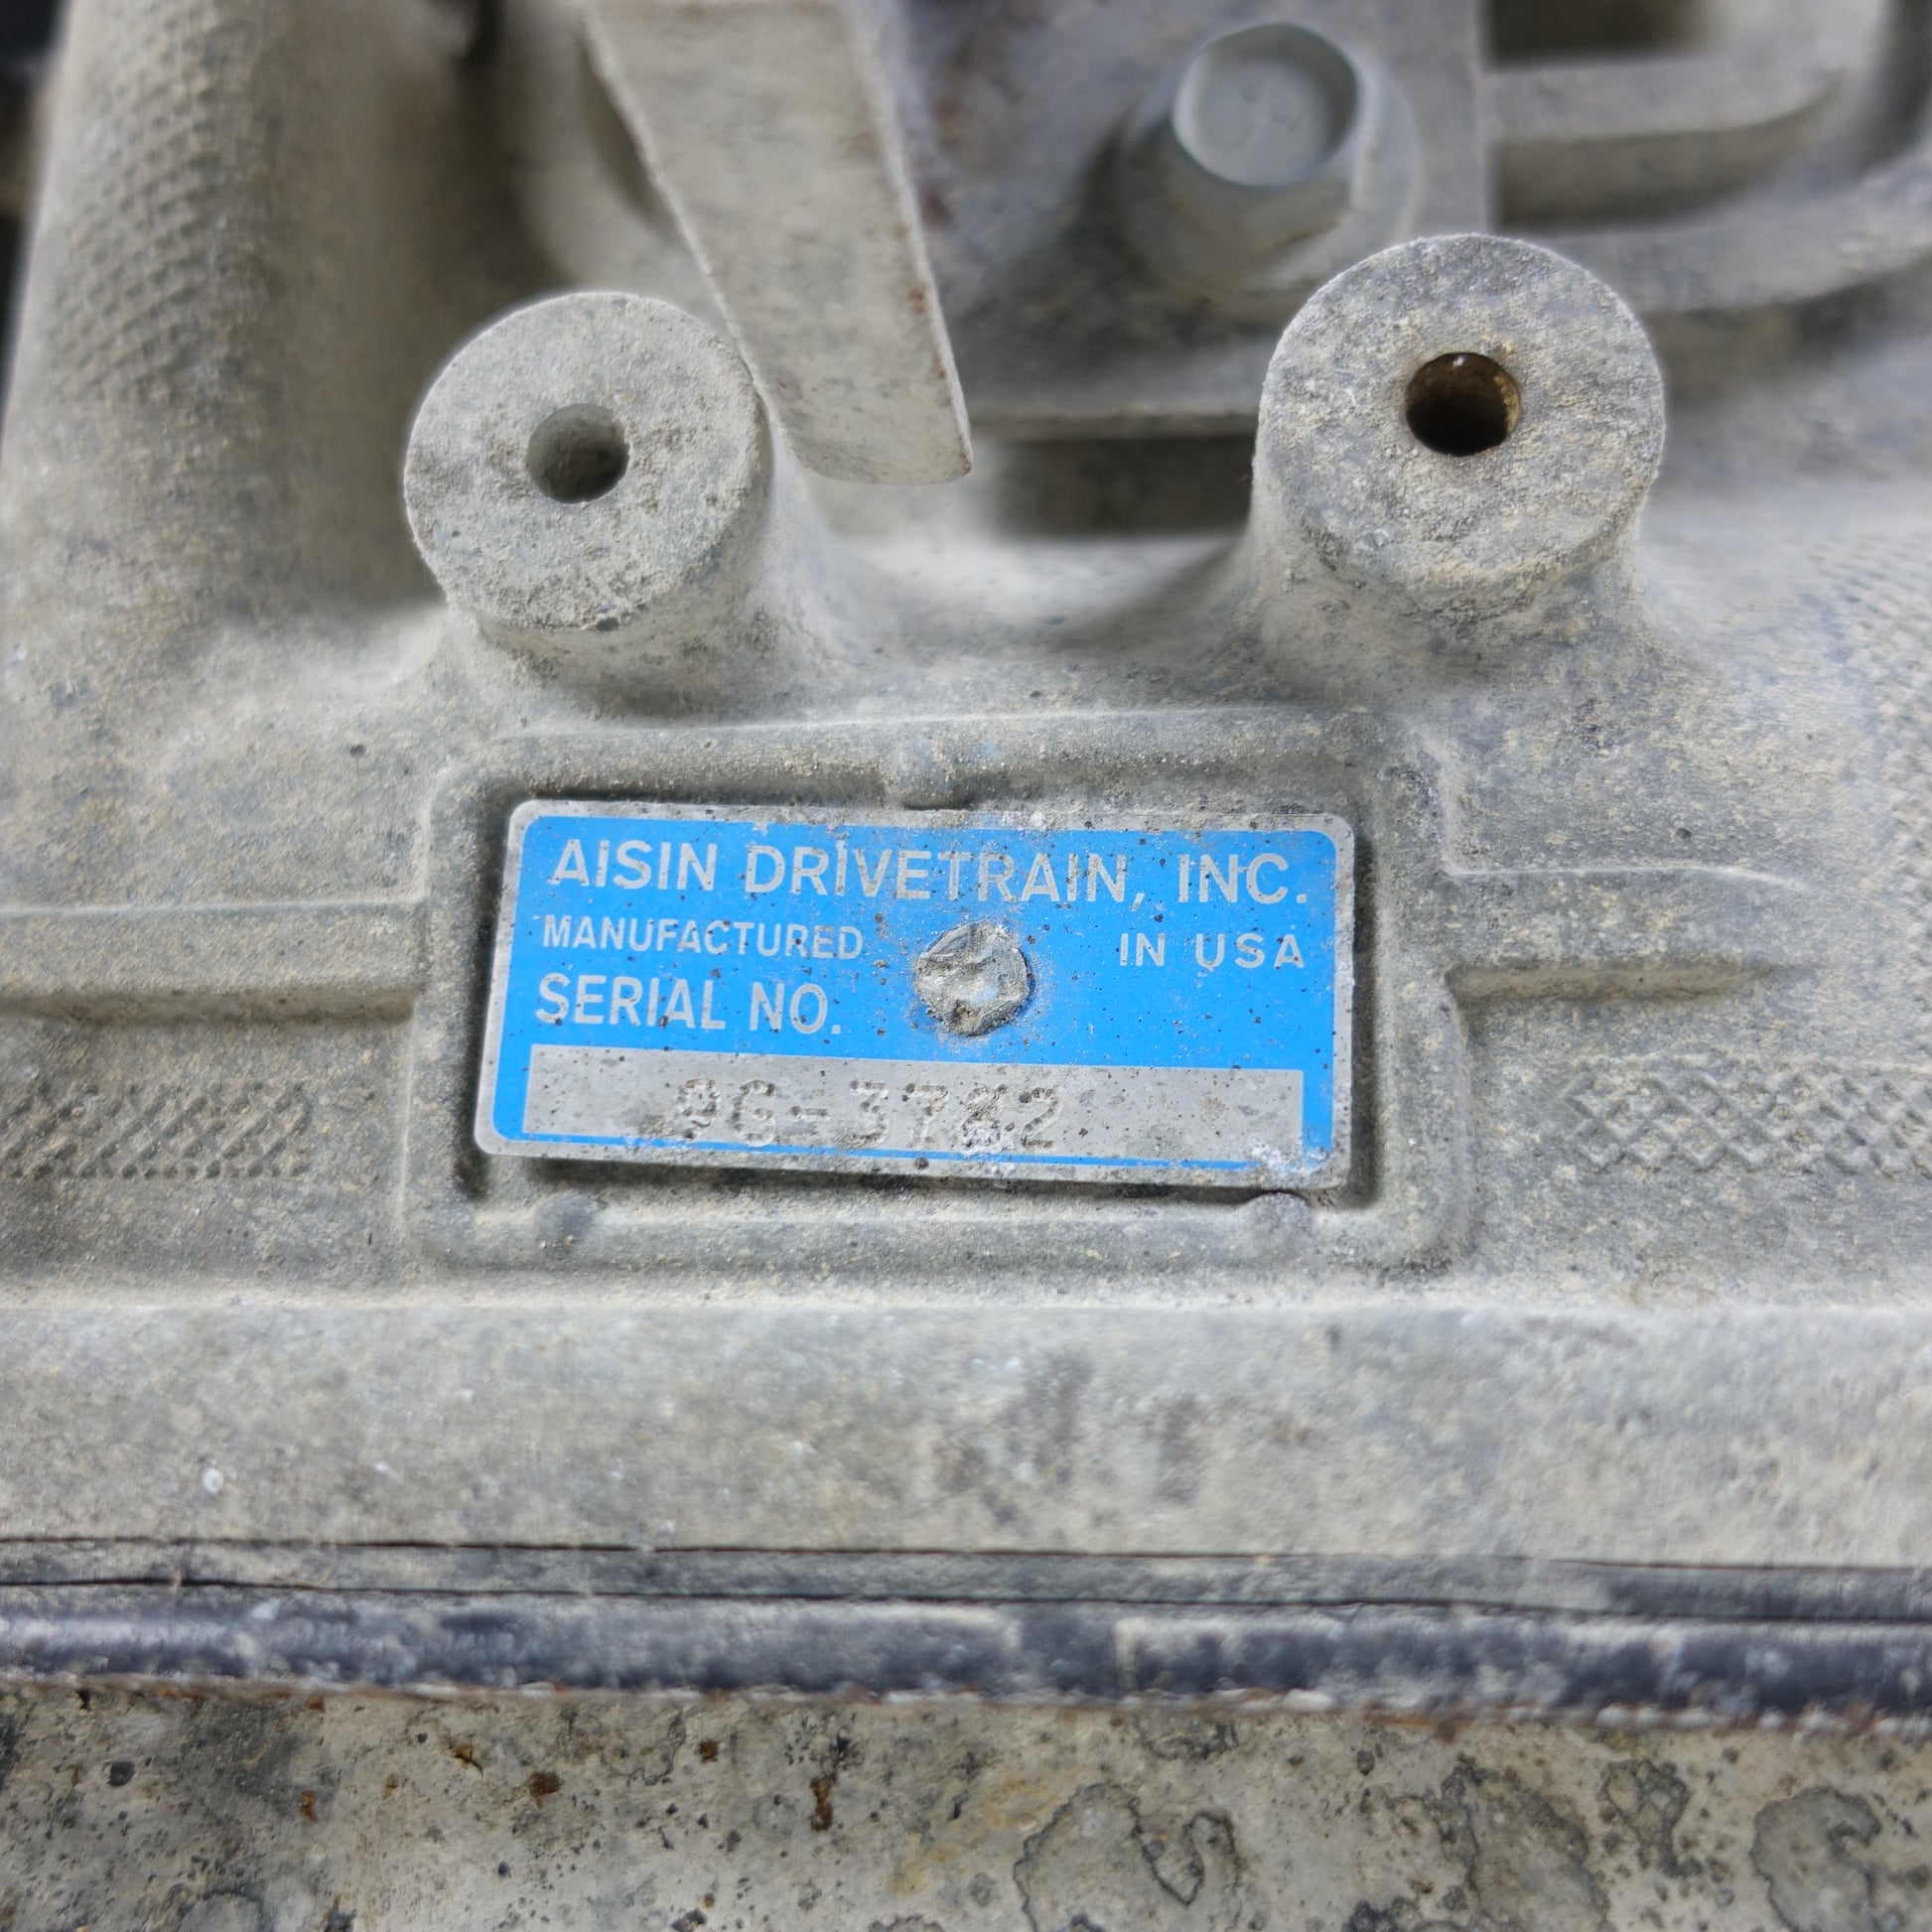 AISIN DRIVETRAIN, INC.
MANUFACTURED IN USA
SERIAL NO.